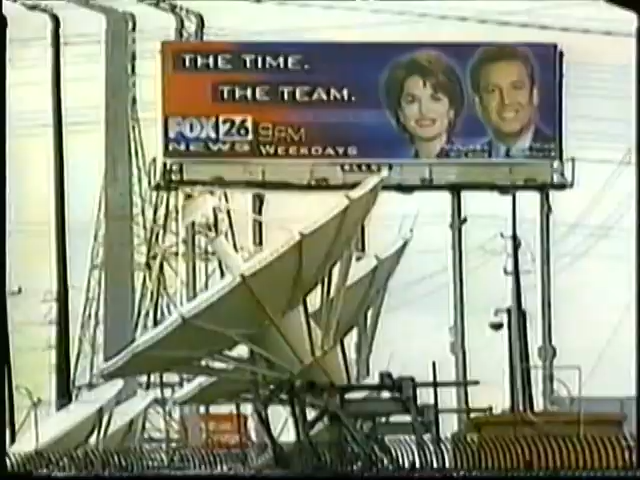 THE TIME.
THE TEAM.
FOX 26
NEWS
9PM
WEEKDAYS